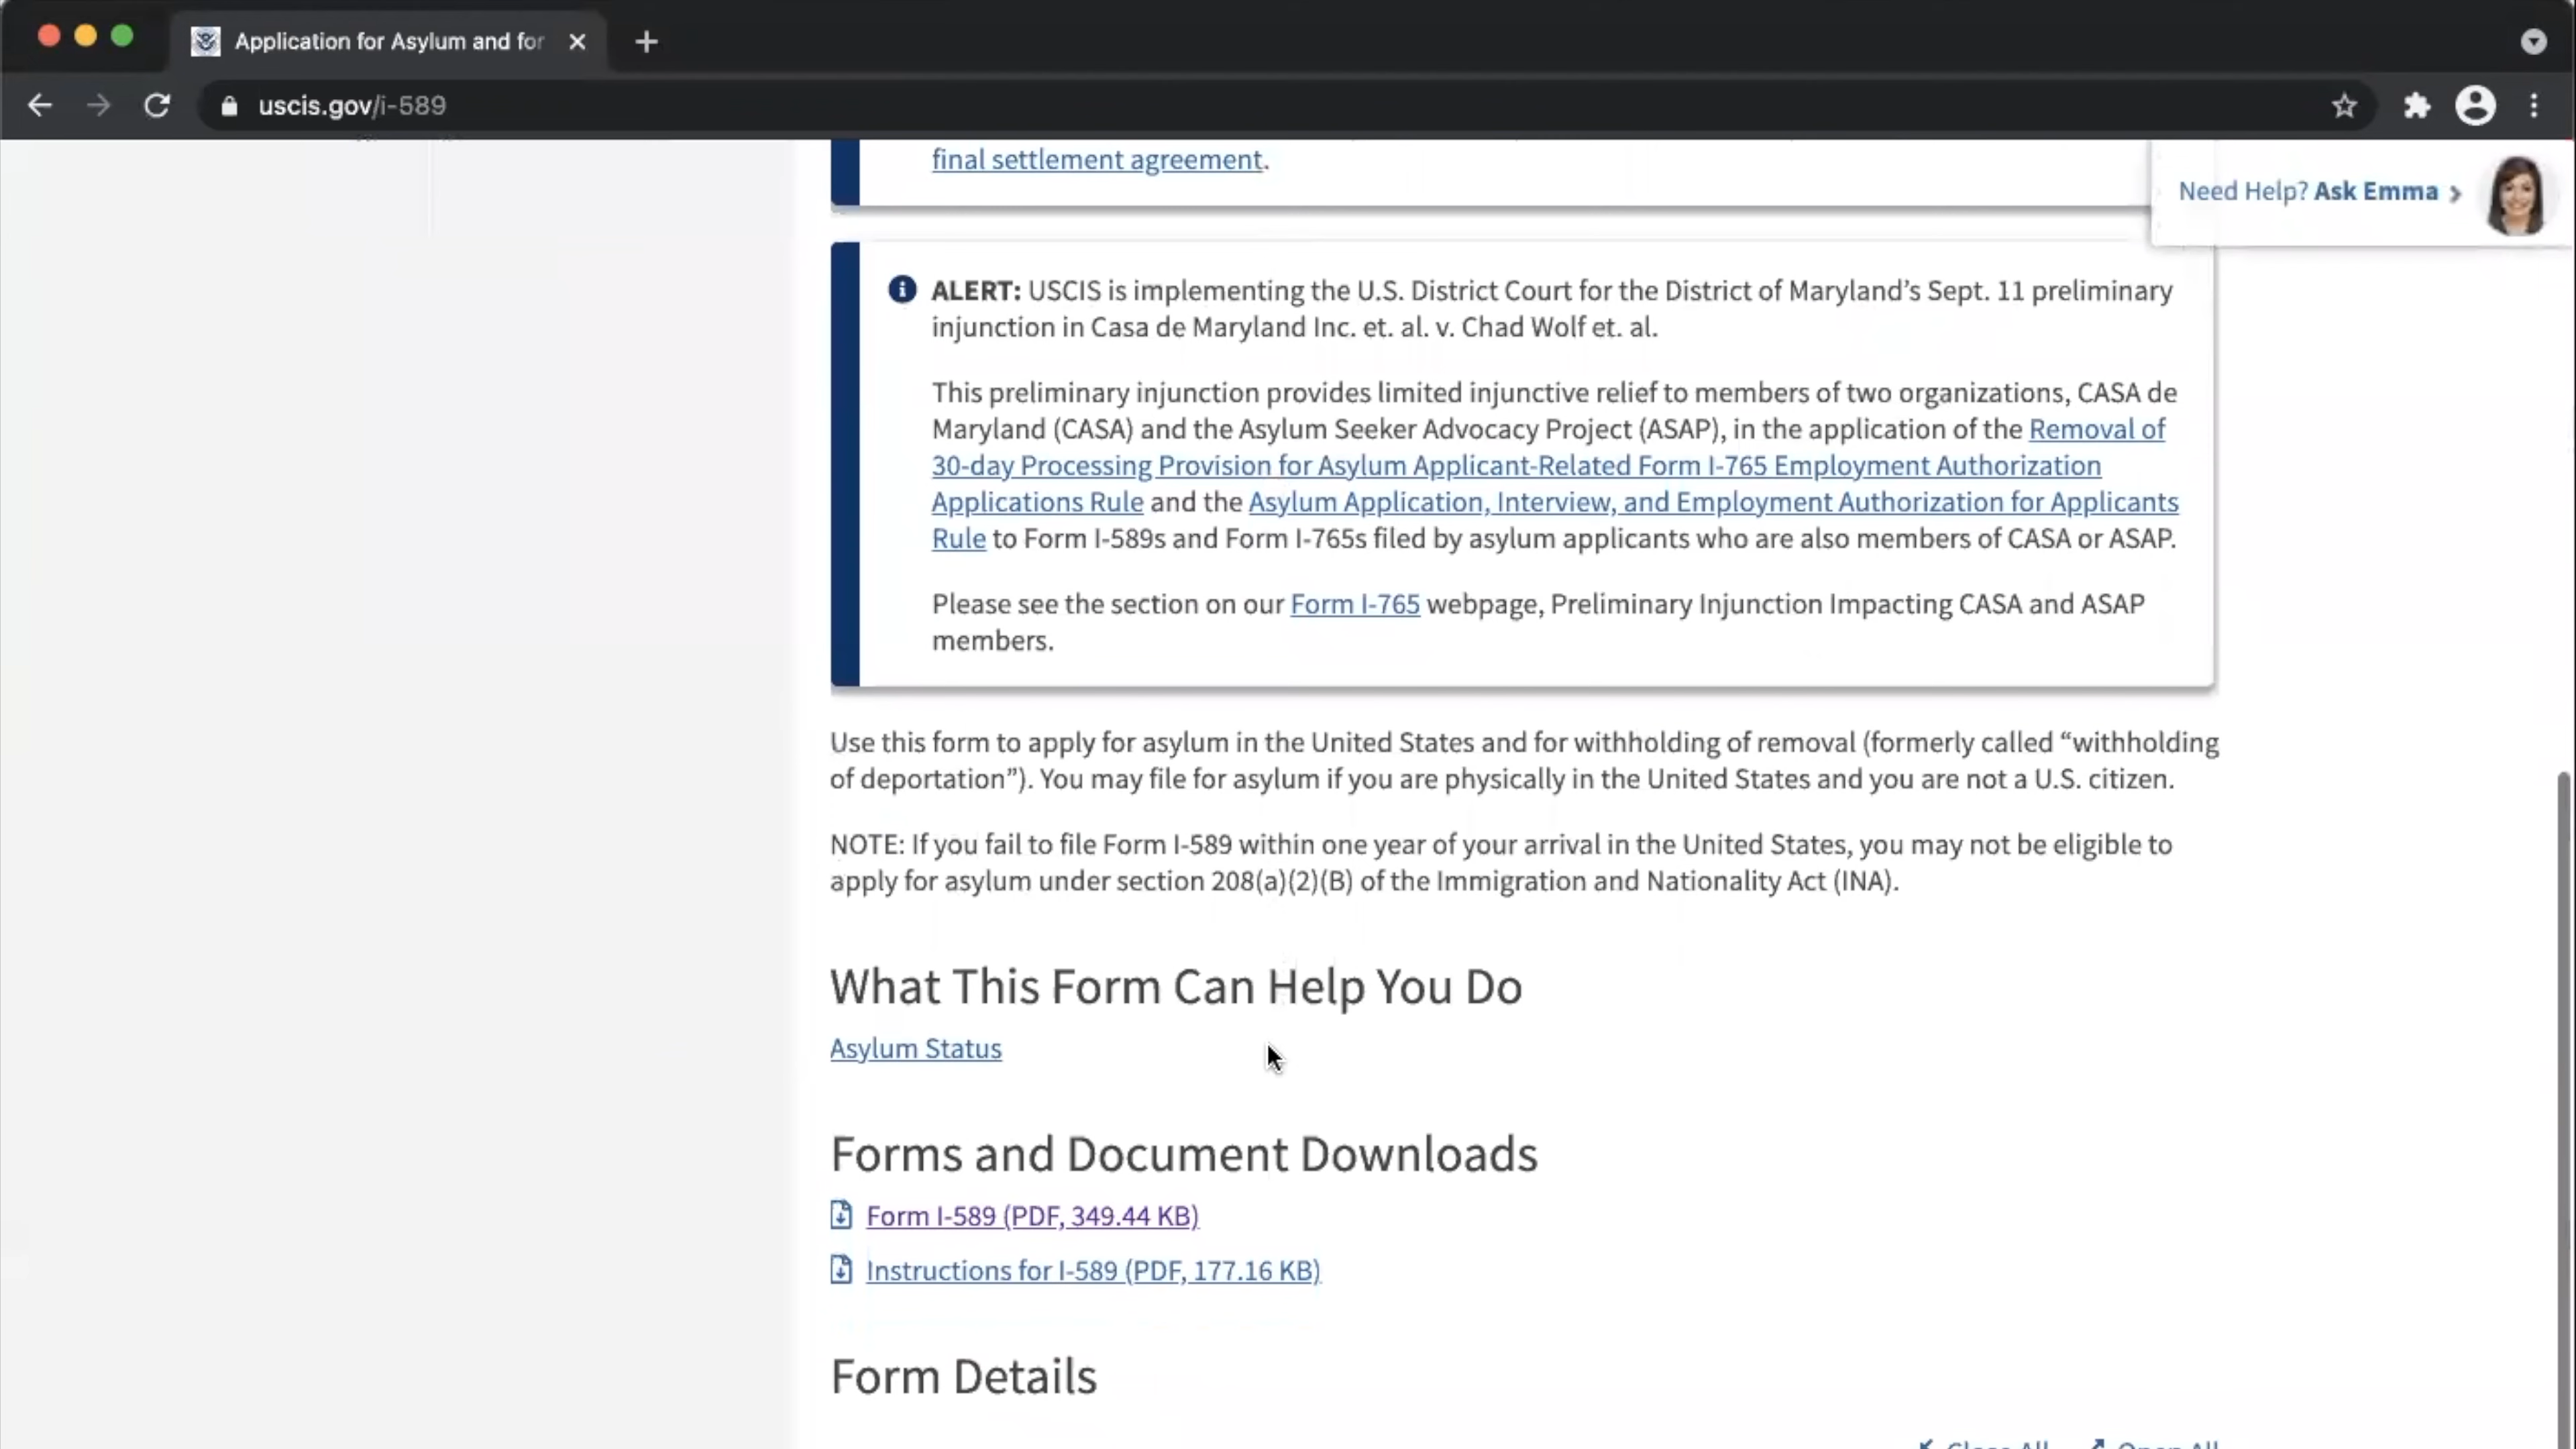 Application for Asylum and for
uscis.gov/i-589
final settlement agreement.
Need Help? Ask Emma
ALERT: USCIS is implementing the U.S. District Court for the District of Maryland’s Sept. 11 preliminary
injunction in Casa de Maryland Inc. et. al. v. Chad Wolf et. al.
This preliminary injunction provides limited injunctive relief to members of two organizations, CASA de
Maryland (CASA) and the Asylum Seeker Advocacy Project (ASAP), in the application of the Removal of
30-day Processing Provision for Asylum Applicant-Related Form I-765 Employment Authorization
Applications Rule and the Asylum Application, Interview, and Employment Authorization for Applicants
Rule to Form I-589s and Form I-765s filed by asylum applicants who are also members of CASA or ASAP.
Please see the section on our Form I-765 webpage, Preliminary Injunction Impacting CASA and ASAP
members.
Use this form to apply for asylum in the United States and for withholding of removal (formerly called “withholding
of deportation”). You may file for asylum if you are physically in the United States and you are not a U.S. citizen.
NOTE: If you fail to file Form I-589 within one year of your arrival in the United States, you may not be eligible to
apply for asylum under section 208(a)(2)(B) of the Immigration and Nationality Act (INA).
What This Form Can Help You Do
Asylum Status
Forms and Document Downloads
Form I-589 (PDF, 349.44 KB)
Instructions for I-589 (PDF, 177.16 KB)
Form Details
Close All Open All